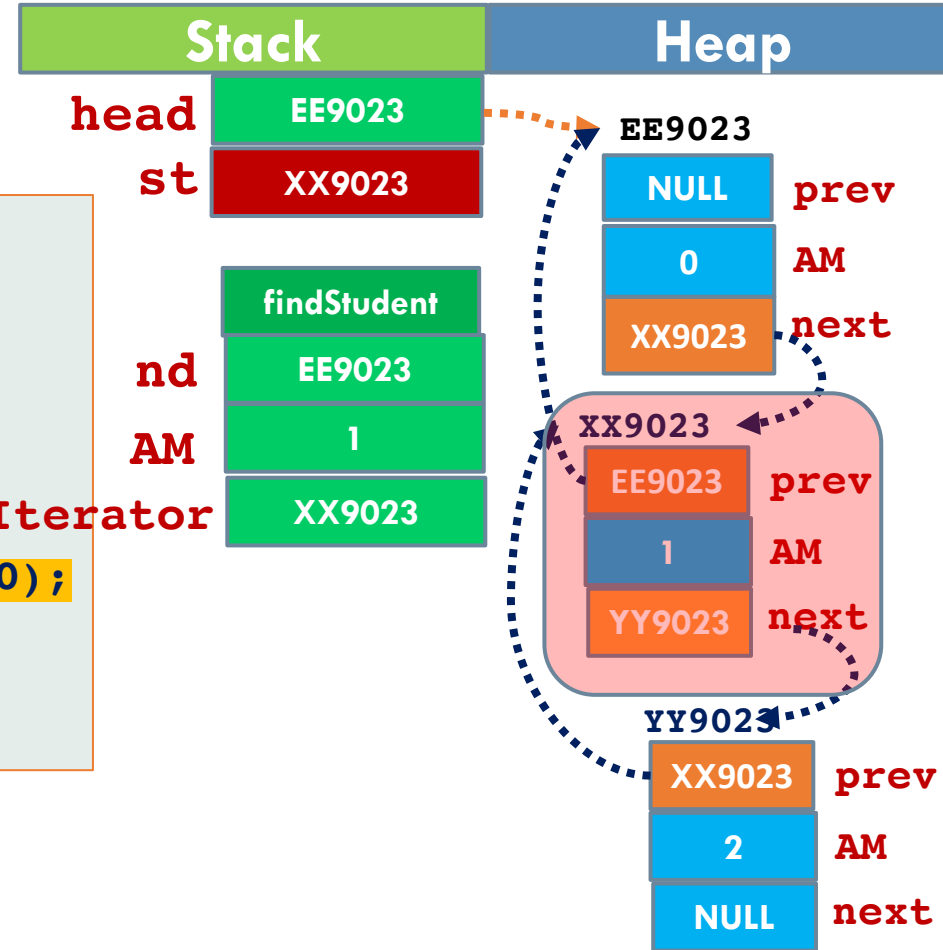 Stack Heap
head EE9023
st XX9023
findStudent
nd EE9023
AM 1
Iterator XX9023
0);
EE9023
NULL prev
0 AM
XX9023 next
XX9023
EE9023 prev
1 AM
YY9023 next
YY9023
XX9023 prev
2 AM
NULL next